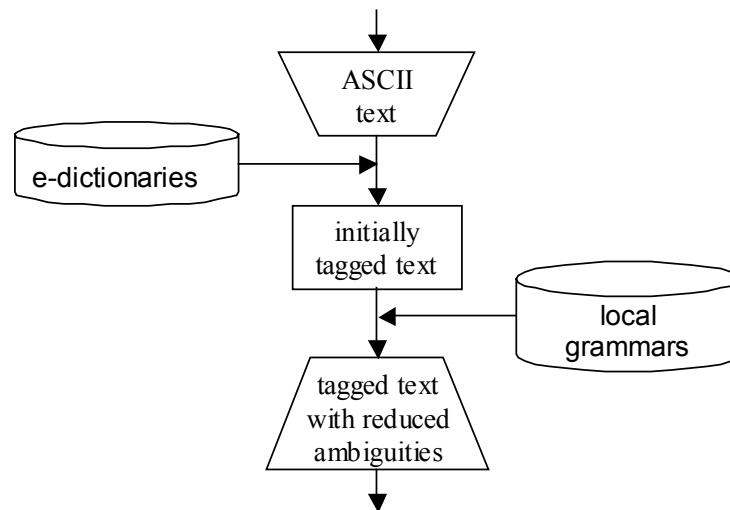 ASCII
text
e-dictionaries
initially
tagged text
local
grammars
tagged text
with reduced
ambiguities